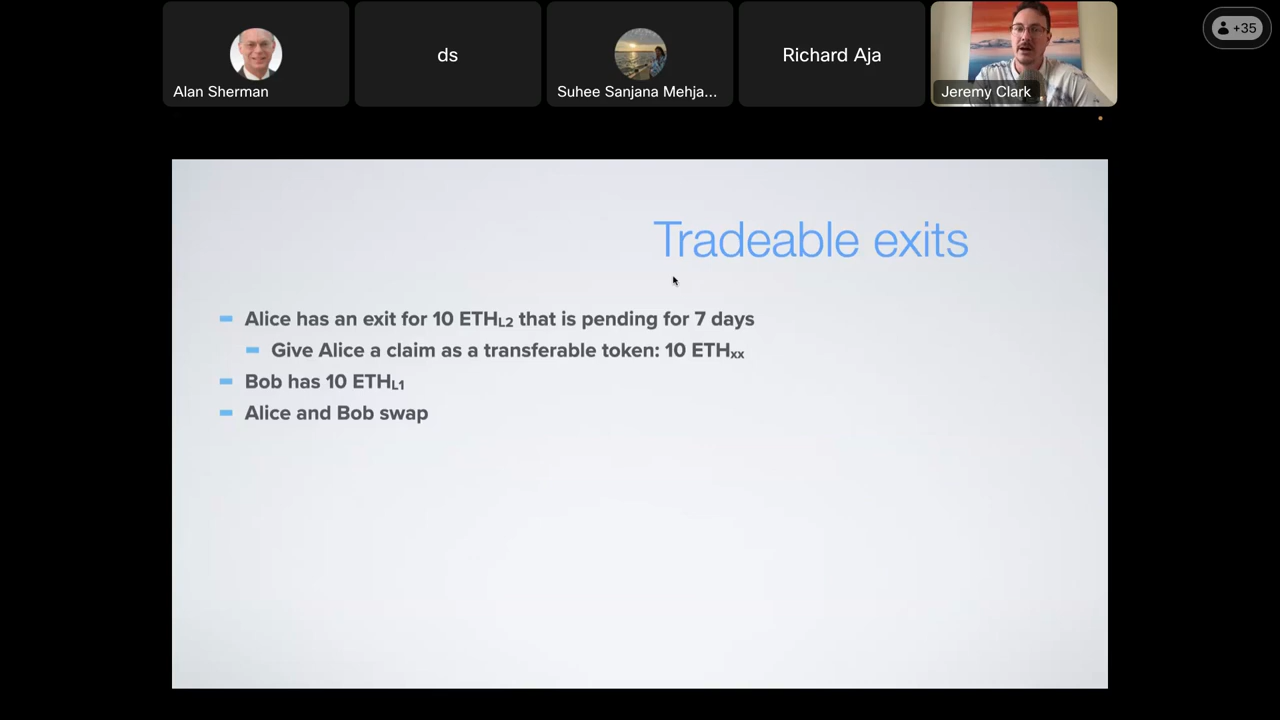 Alan Sherman
ds
Suhee Sanjana Mehja...
Richard Aja
Jeremy Clark
+35
Tradeable exits
Alice has an exit for 10 ETHL2 that is pending for 7 days
Give Alice a claim as a transferable token: 10 ETHxx
Bob has 10 ETHL1
Alice and Bob swap